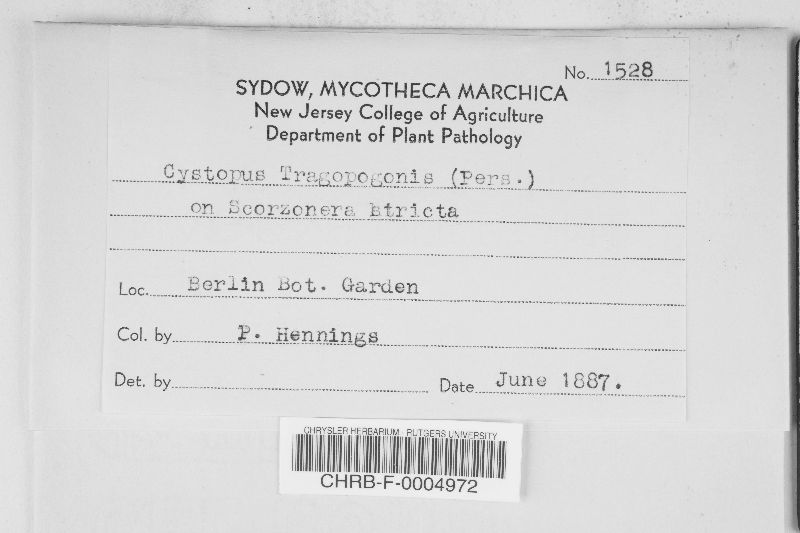 No. 1528
SYDOW, MYCOTHECA MARCHICA
New Jersey College of Agriculture
Department of Plant Pathology
Cystopus Tragopogonis (Pers.)
on Scorzonera stricta
Loc. Berlin Bot. Garden
Col. by P. Hennings
Det. by
Date June 1887.
CHRYSLER HERBARIUM - RUTGERS UNIVERSITY
CHRB-F-0004972